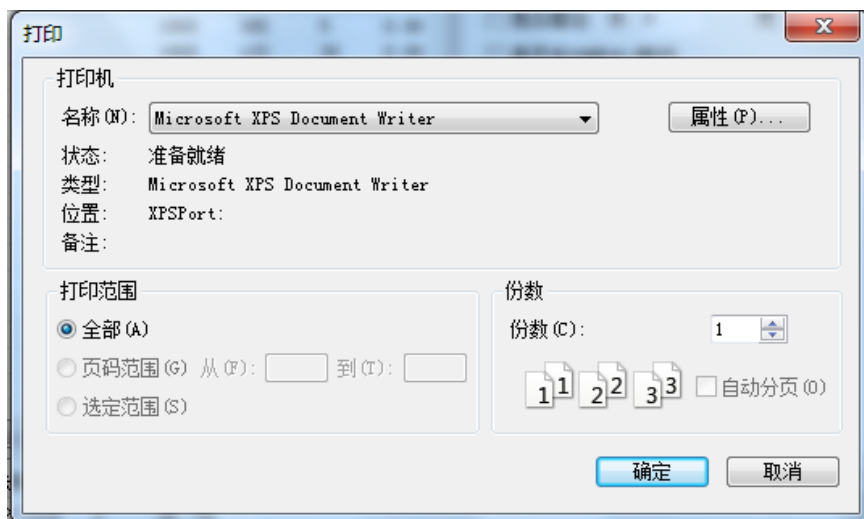 打印
打印机
名称(N): Microsoft XPS Document Writer 属性(P)...
状态: 准备就绪
类型: Microsoft XPS Document Writer
位置: XPSPort:
备注:
打印范围
全部(A)
页码范围(G) 从(F): 到(T):
选定范围(S)
份数
份数(C): 1
1 1 2 2 3 3 自动分页(O)
确定 取消